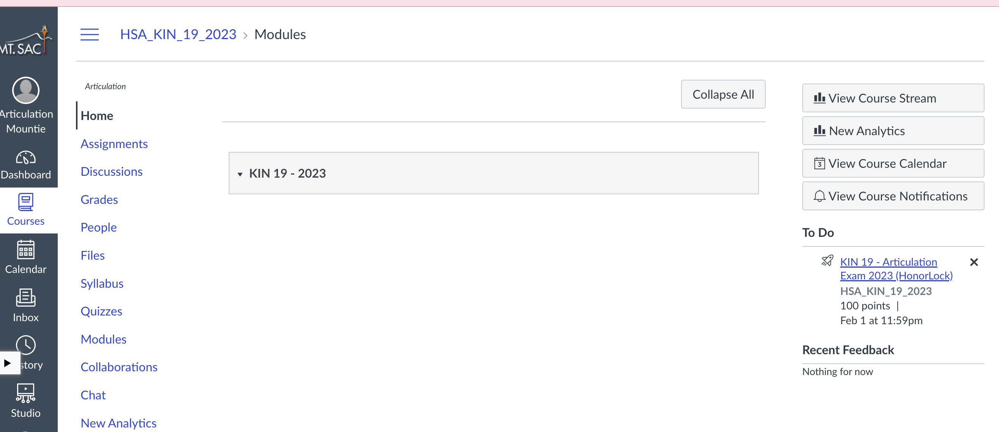 MT. SAC
Articulation
Mountie
Dashboard
Courses
Calendar
Inbox
story
Studio
HSA_KIN_19_2023 > Modules
Articulation
Home
Assignments
Discussions
Grades
People
Files
Syllabus
Quizzes
Modules
Collaborations
Chat
New Analytics
Collapse All
KIN 19 - 2023
View Course Stream
New Analytics
3 View Course Calendar
View Course Notifications
To Do
KIN 19 - Articulation
Exam 2023 (HonorLock)
HSA_KIN_19_2023
100 points |
Feb 1 at 11:59pm
Recent Feedback
Nothing for now